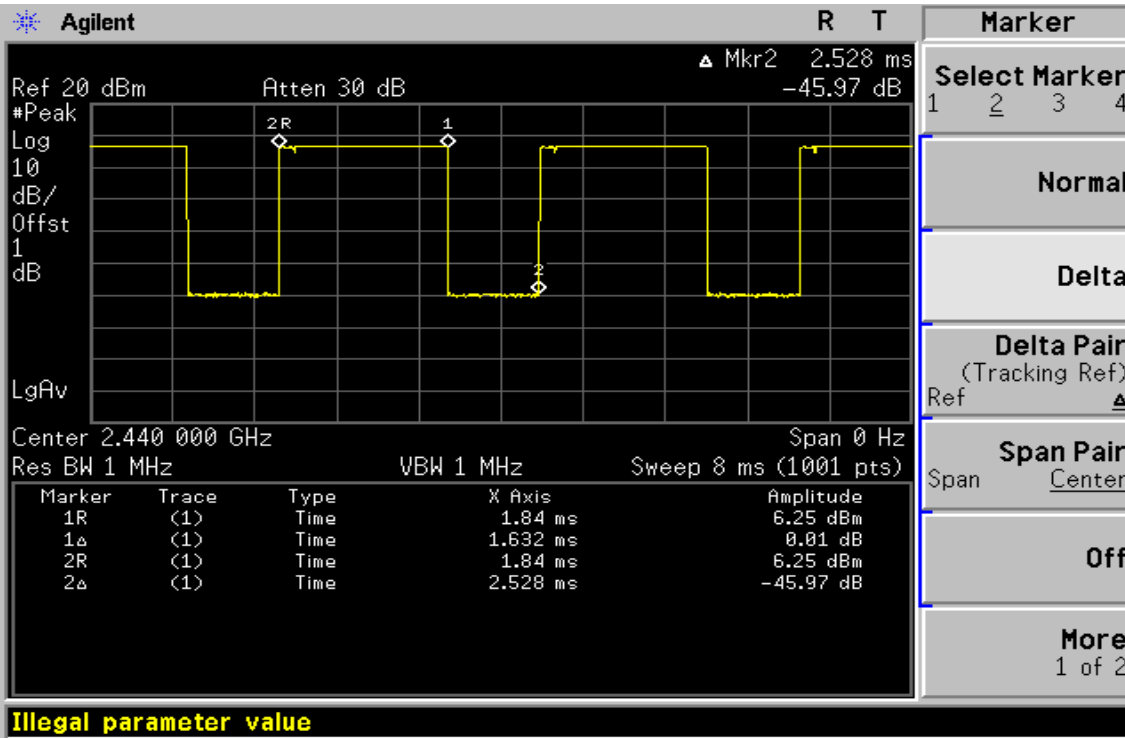 Agilent R T Marker
Δ Mkr2 2.528 ms
Ref 20 dBm Atten 30 dB -45.97 dB
#Peak
Log
10
dB/
Offst
1
dB
LgAv
2R
1
2
Center 2.440 000 GHz Span 0 Hz
Res BW 1 MHz VBW 1 MHz Sweep 8 ms (1001 pts)
Marker Trace Type X Axis Amplitude
1R (1) Time 1.84 ms 6.25 dBm
1Δ (1) Time 1.632 ms 0.01 dB
2R (1) Time 1.84 ms 6.25 dBm
2Δ (1) Time 2.528 ms -45.97 dB
Select Marker
1 2 3 4
Normal
Delta
Delta Pair
(Tracking Ref)
Ref Δ
Span Pair
Span Center
Off
More
1 of 2
Illegal parameter value